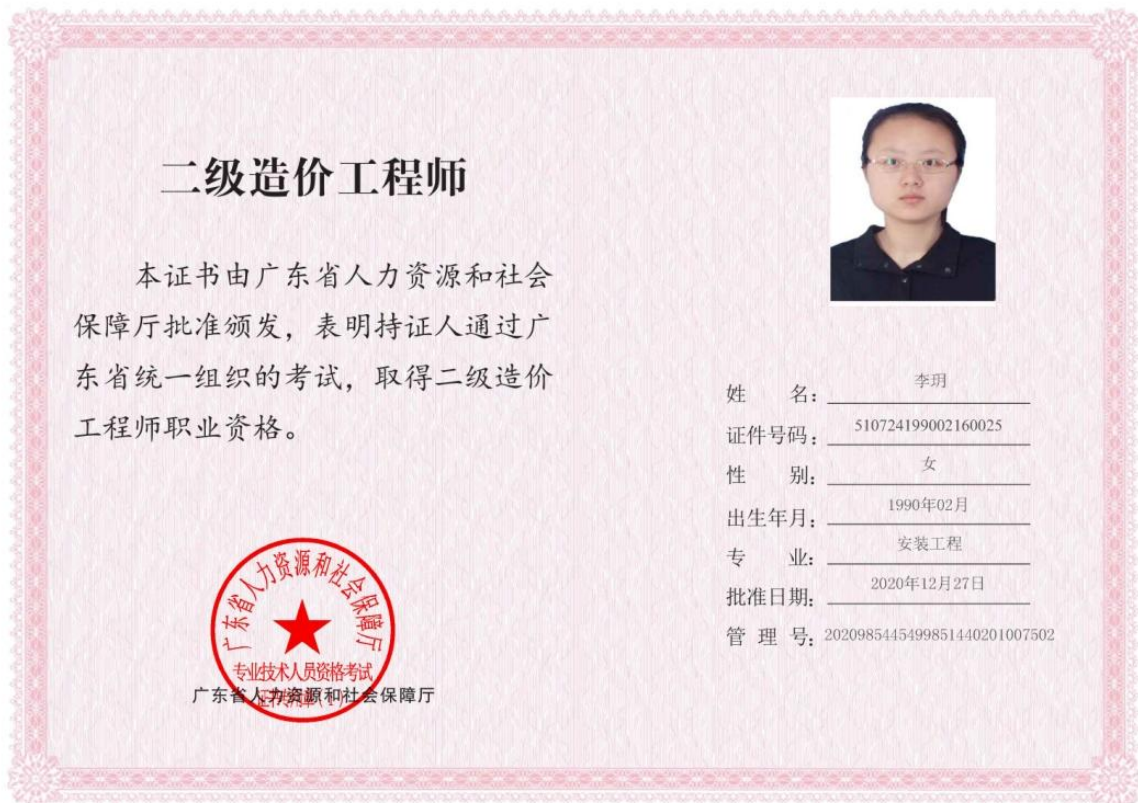 二级造价工程师
本证书由广东省人力资源和社会
保障厅批准颁发，表明持证人通过广
东省统一组织的考试，取得二级造价
工程师职业资格。
广东省人力资源和社会保障厅
专业技术人员资格考试
广东省人力资源和社会保障厅
姓 名：李玥
证件号码：510724199002160025
性 别：女
出生年月：1990年02月
专 业：安装工程
批准日期：2020年12月27日
管 理 号：2020985445499851440201007502